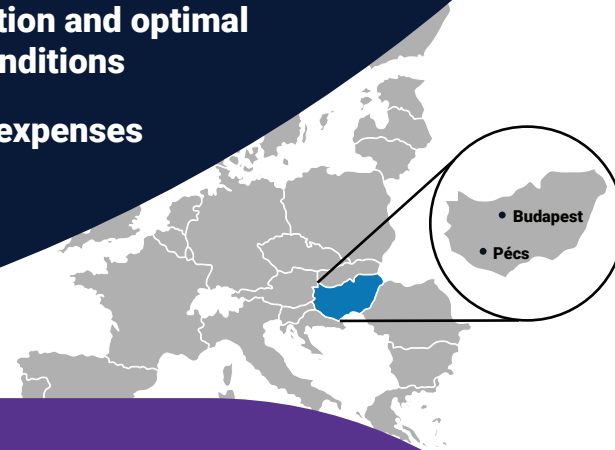 tion and optimal
nditions
expenses
Budapest
Pécs